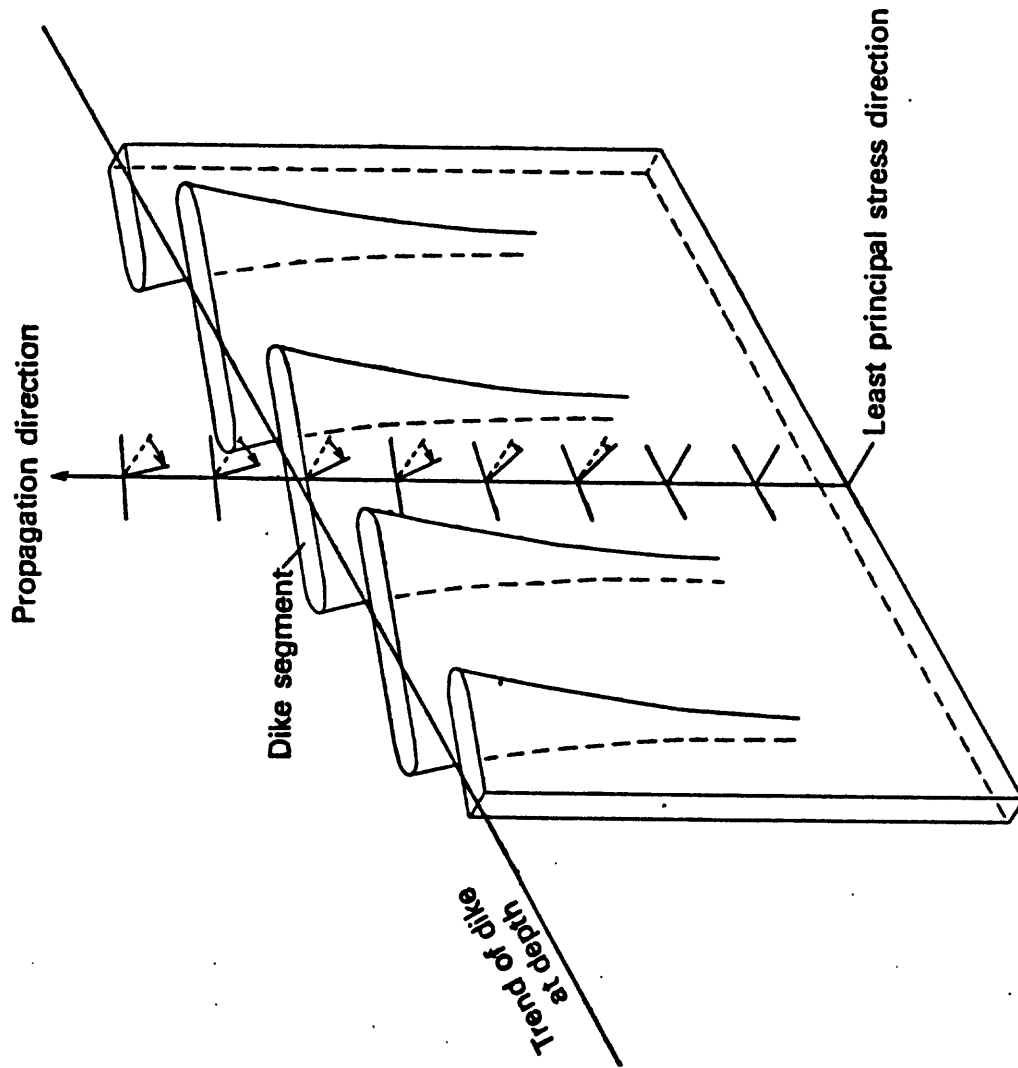 Propagation direction
Dike segment
Least principal stress direction
Trend of dike
at depth